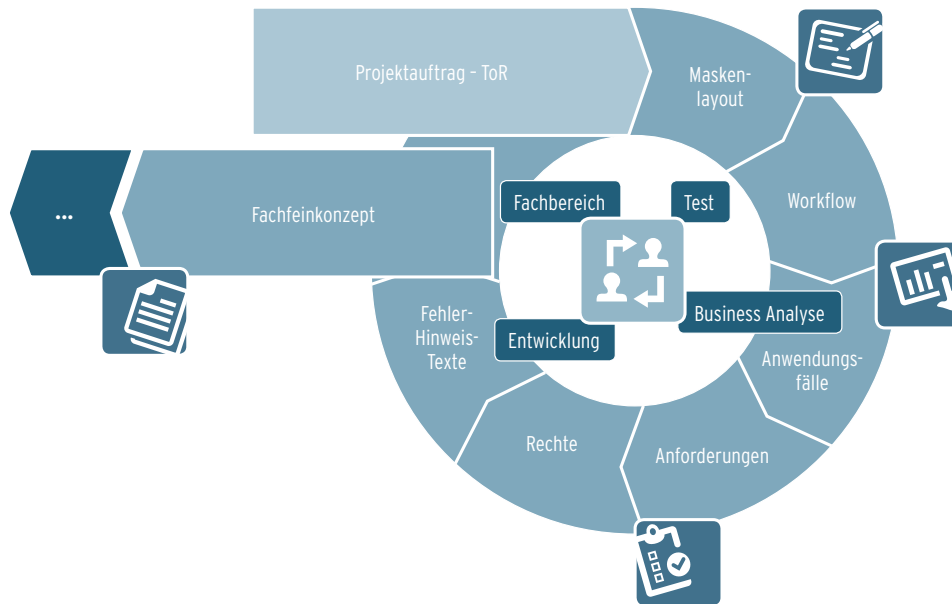 Projektauftrag - ToR
Masken-
layout
Workflow
Fachbereich
Test
...
Fachfeinkonzept
Business Analyse
Entwicklung
Fehler-
Hinweis-
Texte
Anwendungs-
fälle
Rechte
Anforderungen